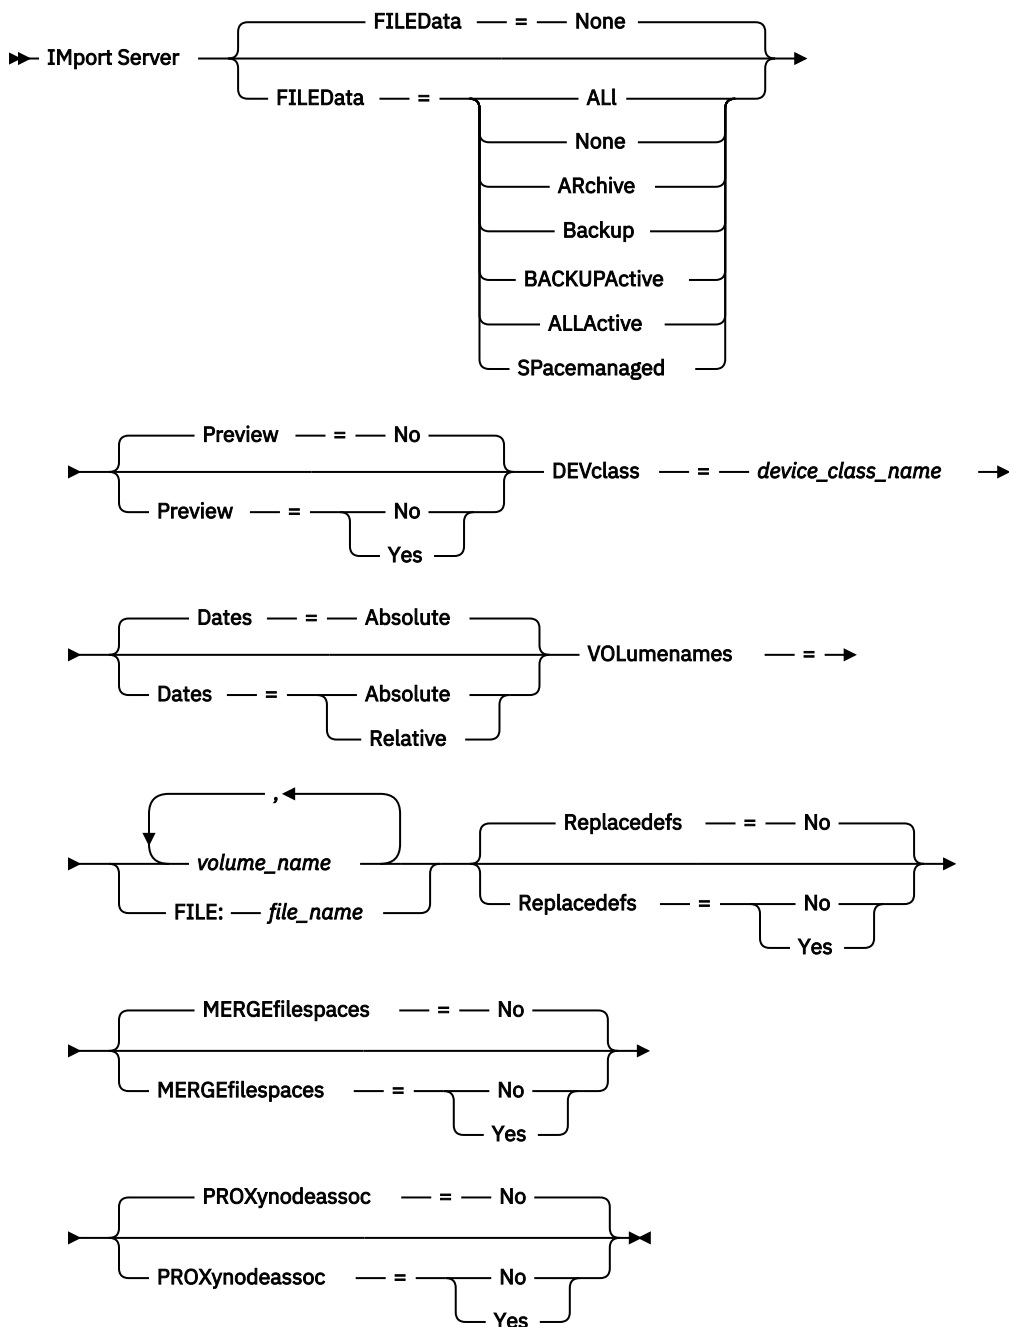 FILEData = None
IMport Server
FILEData = ALl
None
ARchive
Backup
BACKUPActive
ALLActive
SPacemanaged
Preview = No
DEVclass = device_class_name
Preview = No
Yes
Dates = Absolute
VOLumenames =
Dates = Absolute
Relative
,
Replacedefs = No
volume_name
FILE: file_name
Replacedefs = No
Yes
MERGEfilespaces = No
MERGEfilespaces = No
Yes
PROXynodeassoc = No
PROXynodeassoc = No
Yes